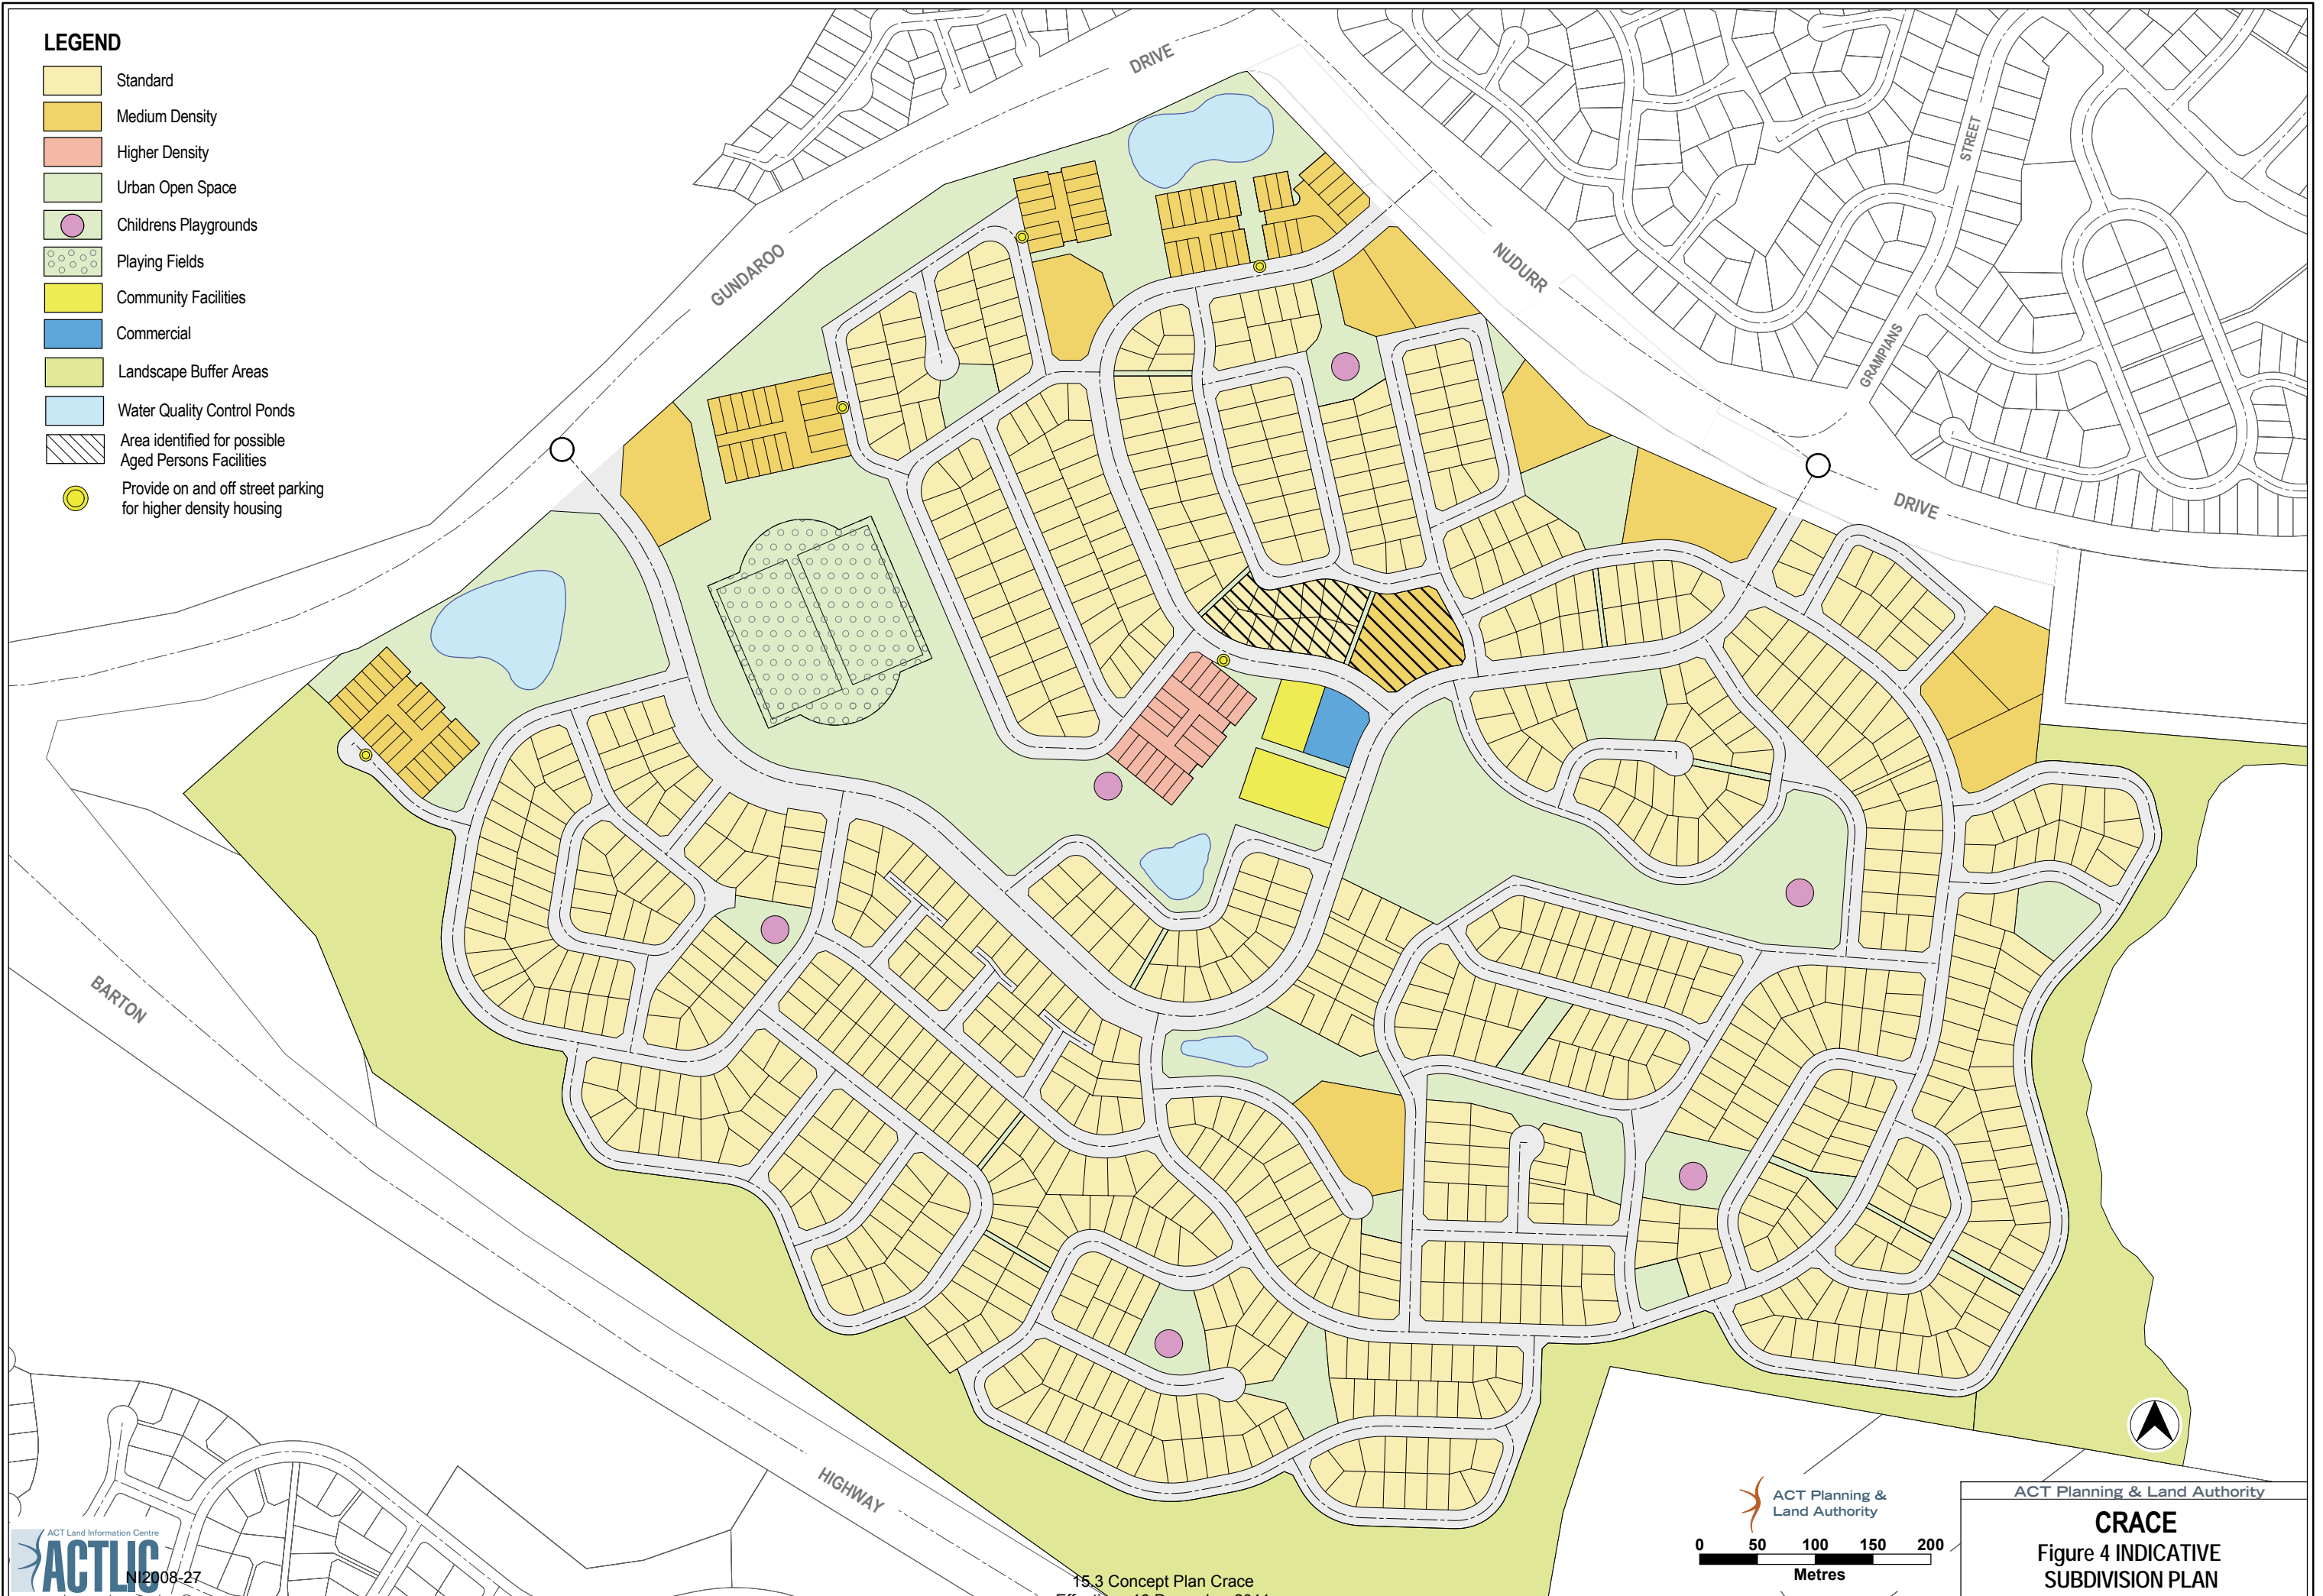 LEGEND
Standard
Medium Density
Higher Density
Urban Open Space
Childrens Playgrounds
Playing Fields
Community Facilities
Commercial
Landscape Buffer Areas
Water Quality Control Ponds
Area identified for possible
Aged Persons Facilities
Provide on and off street parking
for higher density housing
DRIVE
GUNDAROO
NUDURR
STREET
GRAMPIANS
DRIVE
BARTON
HIGHWAY
ACT Planning &
Land Authority
0 50 100 150 200
Metres
ACT Planning & Land Authority
CRACE
Figure 4 INDICATIVE
SUBDIVISION PLAN
ACT Land Information Centre
ACTLIC
NI2008-27
15.3 Concept Plan Crace